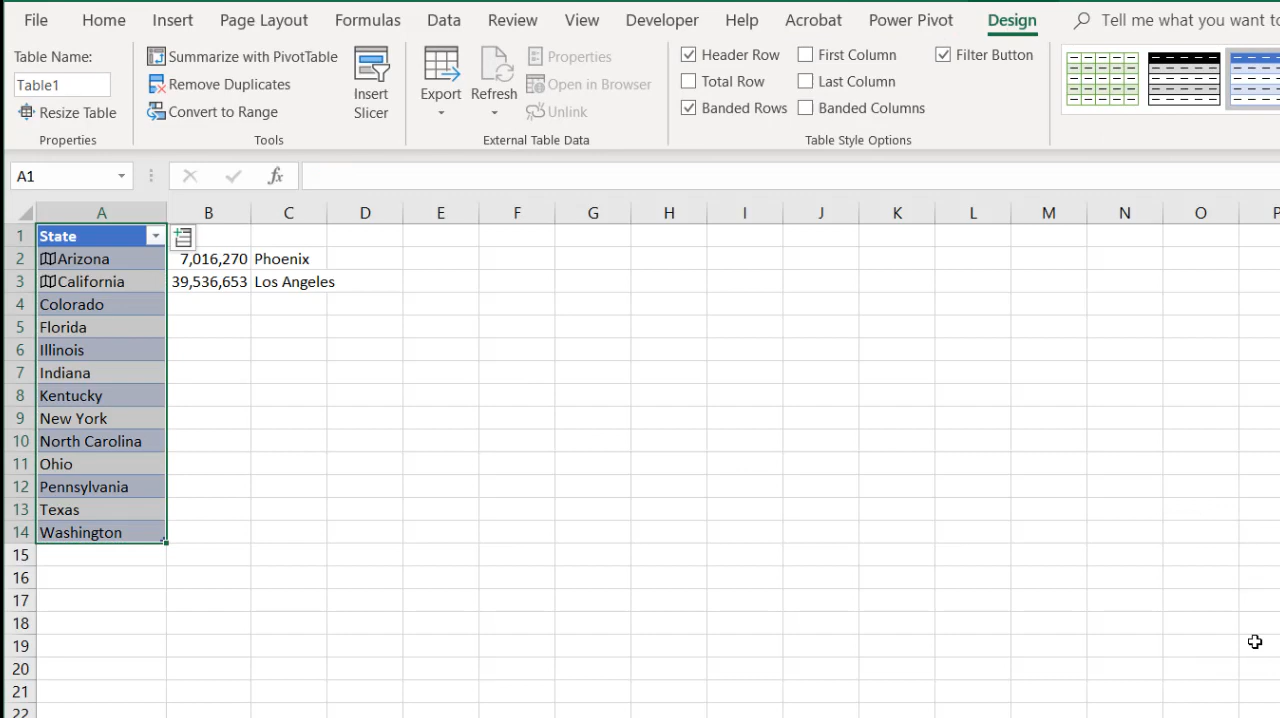 File Home Insert Page Layout Formulas Data Review View Developer Help Acrobat Power Pivot Design Tell me what you want to
Table Name:
Table1
Resize Table
Properties
Summarize with PivotTable
Remove Duplicates
Convert to Range
Insert
Slicer
Tools
Export
Refresh
Properties
Open in Browser
Unlink
External Table Data
Header Row
Total Row
Banded Rows
First Column
Last Column
Banded Columns
Filter Button
Table Style Options
A1
fx
A B C D E F G H I J K L M N O P
1 State
2 Arizona 7,016,270 Phoenix
3 California 39,536,653 Los Angeles
4 Colorado
5 Florida
6 Illinois
7 Indiana
8 Kentucky
9 New York
10 North Carolina
11 Ohio
12 Pennsylvania
13 Texas
14 Washington
15
16
17
18
19
20
21
22